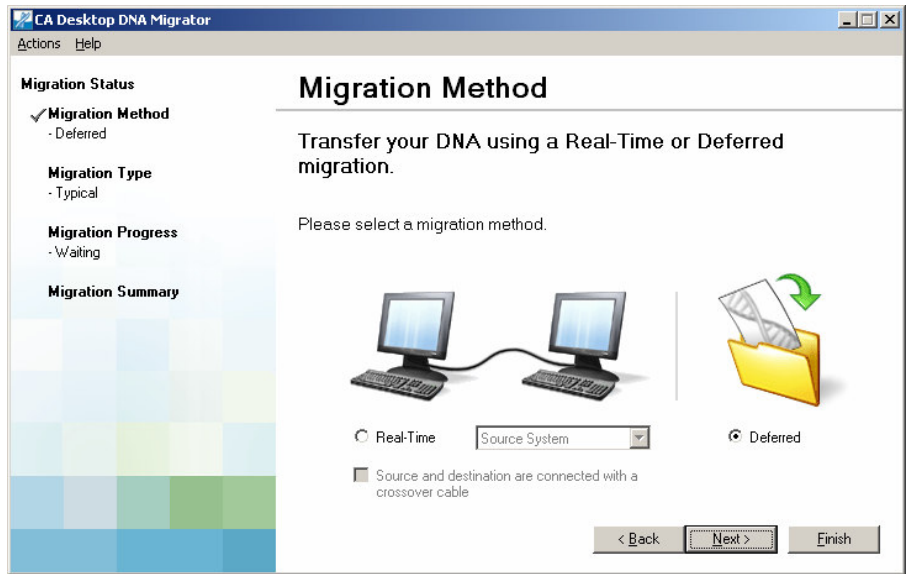 CA Desktop DNA Migrator
Actions Help
Migration Status
Migration Method
- Deferred
Migration Type
- Typical
Migration Progress
- Waiting
Migration Summary
Migration Method
Transfer your DNA using a Real-Time or Deferred
migration.
Please select a migration method.
Real-Time
Source System
Deferred
Source and destination are connected with a
crossover cable
< Back
Next >
Finish